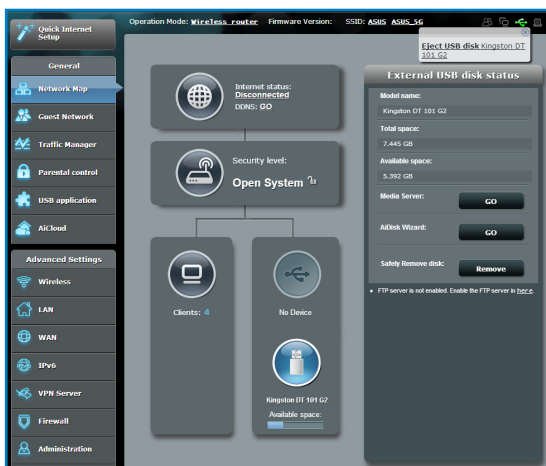 Quick Internet
Setup
Operation Mode: Wireless router Firmware Version: SSID: ASUS ASUS_5G
Eject USB disk Kingston DT
101 G2
General
Network Map
Guest Network
Traffic Manager
Parental control
USB application
AiCloud
Advanced Settings
Wireless
LAN
WAN
IPv6
VPN Server
Firewall
Administration
Internet status:
Disconnected
DDNS: GO
Security level:
Open System
Clients: 4
No Device
Kingston DT 101 G2
Available space:
External USB disk status
Model name:
Kingston DT 101 G2
Total space:
7.445 GB
Available space:
5.392 GB
Media Server: GO
AiDisk Wizard: GO
Safely Remove disk: Remove
• FTP server is not enabled. Enable the FTP server in here.